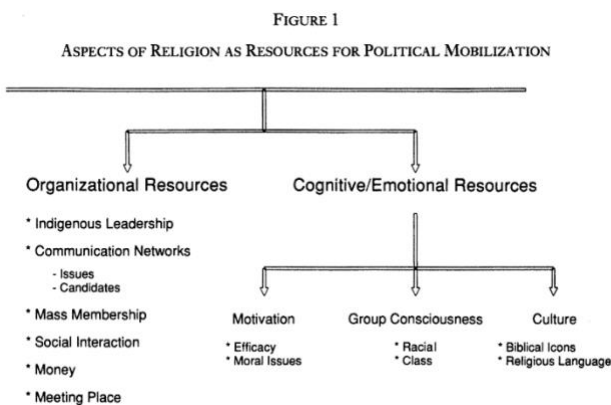 FIGURE 1
ASPECTS OF RELIGION AS RESOURCES FOR POLITICAL MOBILIZATION
Organizational Resources
* Indigenous Leadership
* Communication Networks
- Issues
- Candidates
* Mass Membership
* Social Interaction
* Money
* Meeting Place
Cognitive/Emotional Resources
Motivation
* Efficacy
* Moral Issues
Group Consciousness
* Racial
* Class
Culture
* Biblical Icons
* Religious Language